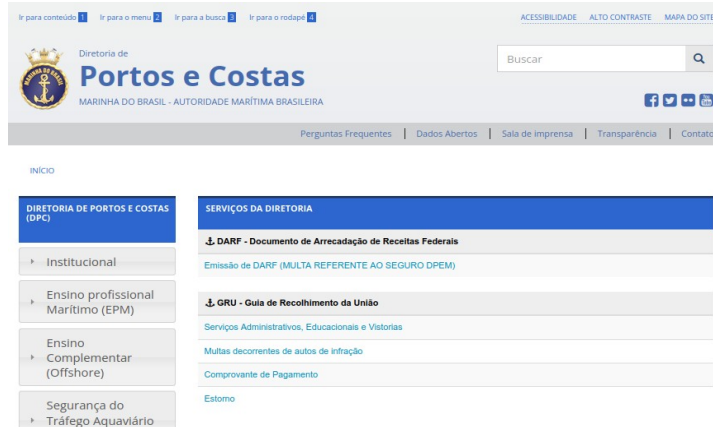 Ir para conteúdo 1 Ir para o menu 2 Ir para a busca 3 Ir para o rodapé 4
ACESSIBILIDADE ALTO CONTRASTE MAPA DO SITE
Diretoria de
Portos e Costas
MARINHA DO BRASIL - AUTORIDADE MARÍTIMA BRASILEIRA
Buscar
Perguntas Frequentes | Dados Abertos | Sala de imprensa | Transparência | Contato
INÍCIO
DIRETORIA DE PORTOS E COSTAS
(DPC)
Institucional
Ensino profissional
Marítimo (EPM)
Ensino
Complementar
(Offshore)
Segurança do
Tráfego Aquaviário
SERVIÇOS DA DIRETORIA
DARF - Documento de Arrecadação de Receitas Federais
Emissão de DARF (MULTA REFERENTE AO SEGURO DPEM)
GRU - Guia de Recolhimento da União
Serviços Administrativos, Educacionais e Vistorias
Multas decorrentes de autos de infração
Comprovante de Pagamento
Estorno